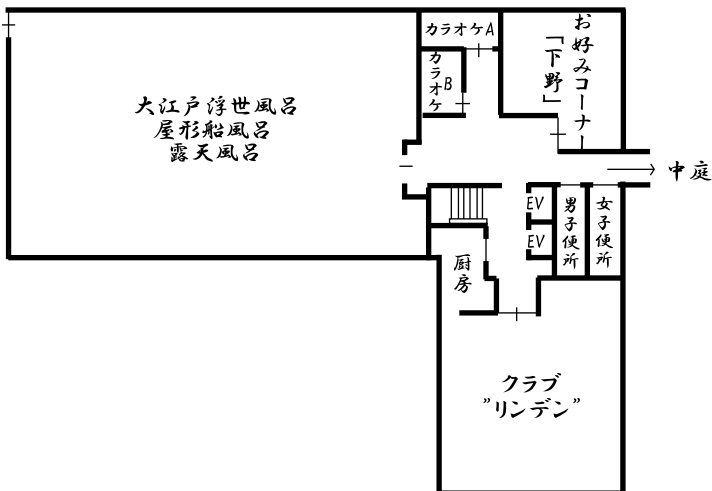 カラオケA
カラオケB
お好みコーナー
「下野」
大江戸浮世風呂
屋形船風呂
露天風呂
中庭
EV
EV
男子便所
女子便所
厨房
クラブ
"リンデン"